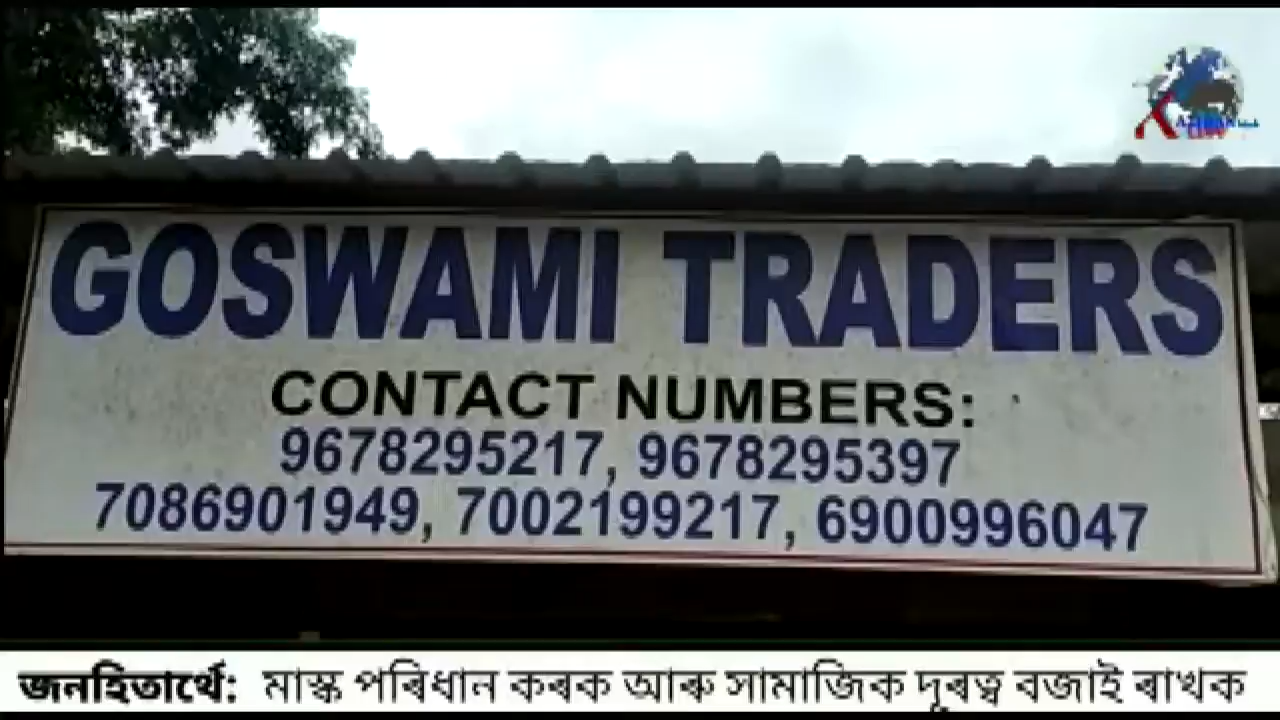 GOSWAMI TRADERS
CONTACT NUMBERS:
9678295217, 9678295397
7086901949, 7002199217, 6900996047
জনহিতাৰ্থে: মাস্ক পৰিধান কৰক আৰু সামাজিক দূৰত্ব বজাই ৰাখক